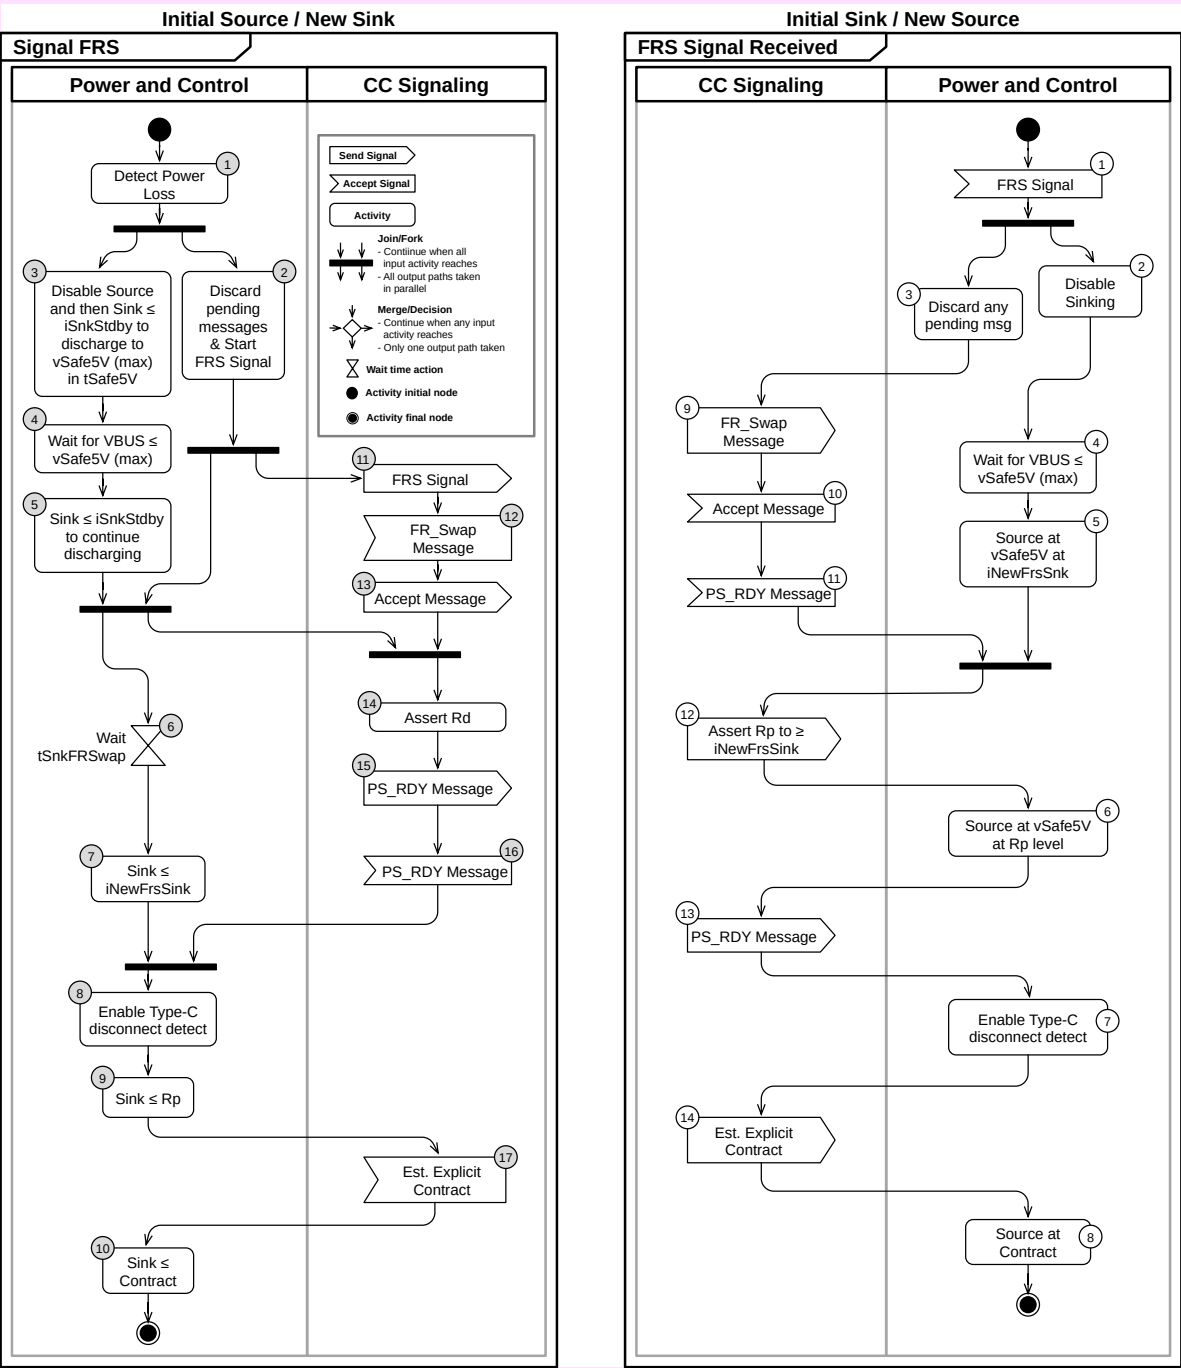 Initial Source / New Sink
Signal FRS
Power and Control
CC Signaling
1
Detect Power
Loss
3
Disable Source
and then Sink ≤
iSnkStdby to
discharge to
vSafe5V (max)
in tSafe5V
2
Discard
pending
messages
& Start
FRS Signal
4
Wait for VBUS ≤
vSafe5V (max)
5
Sink ≤ iSnkStdby
to continue
discharging
6
Wait
tSnkFRSwap
7
Sink ≤
iNewFrsSink
8
Enable Type-C
disconnect detect
9
Sink ≤ Rp
10
Sink ≤
Contract
Send Signal
Accept Signal
Activity
Join/Fork
- Contiinue when all
input activity reaches
- All output paths taken
in parallel
Merge/Decision
- Continue when any input
activity reaches
- Only one output path taken
Wait time action
Activity initial node
Activity final node
11
FRS Signal
12
FR_Swap
Message
13
Accept Message
14
Assert Rd
15
PS_RDY Message
16
PS_RDY Message
17
Est. Explicit
Contract
Initial Sink / New Source
FRS Signal Received
CC Signaling
Power and Control
1
FRS Signal
2
Disable
Sinking
3
Discard any
pending msg
9
FR_Swap
Message
10
Accept Message
11
PS_RDY Message
4
Wait for VBUS ≤
vSafe5V (max)
5
Source at
vSafe5V at
iNewFrsSnk
12
Assert Rp to ≥
iNewFrsSink
6
Source at vSafe5V
at Rp level
13
PS_RDY Message
7
Enable Type-C
disconnect detect
14
Est. Explicit
Contract
8
Source at
Contract